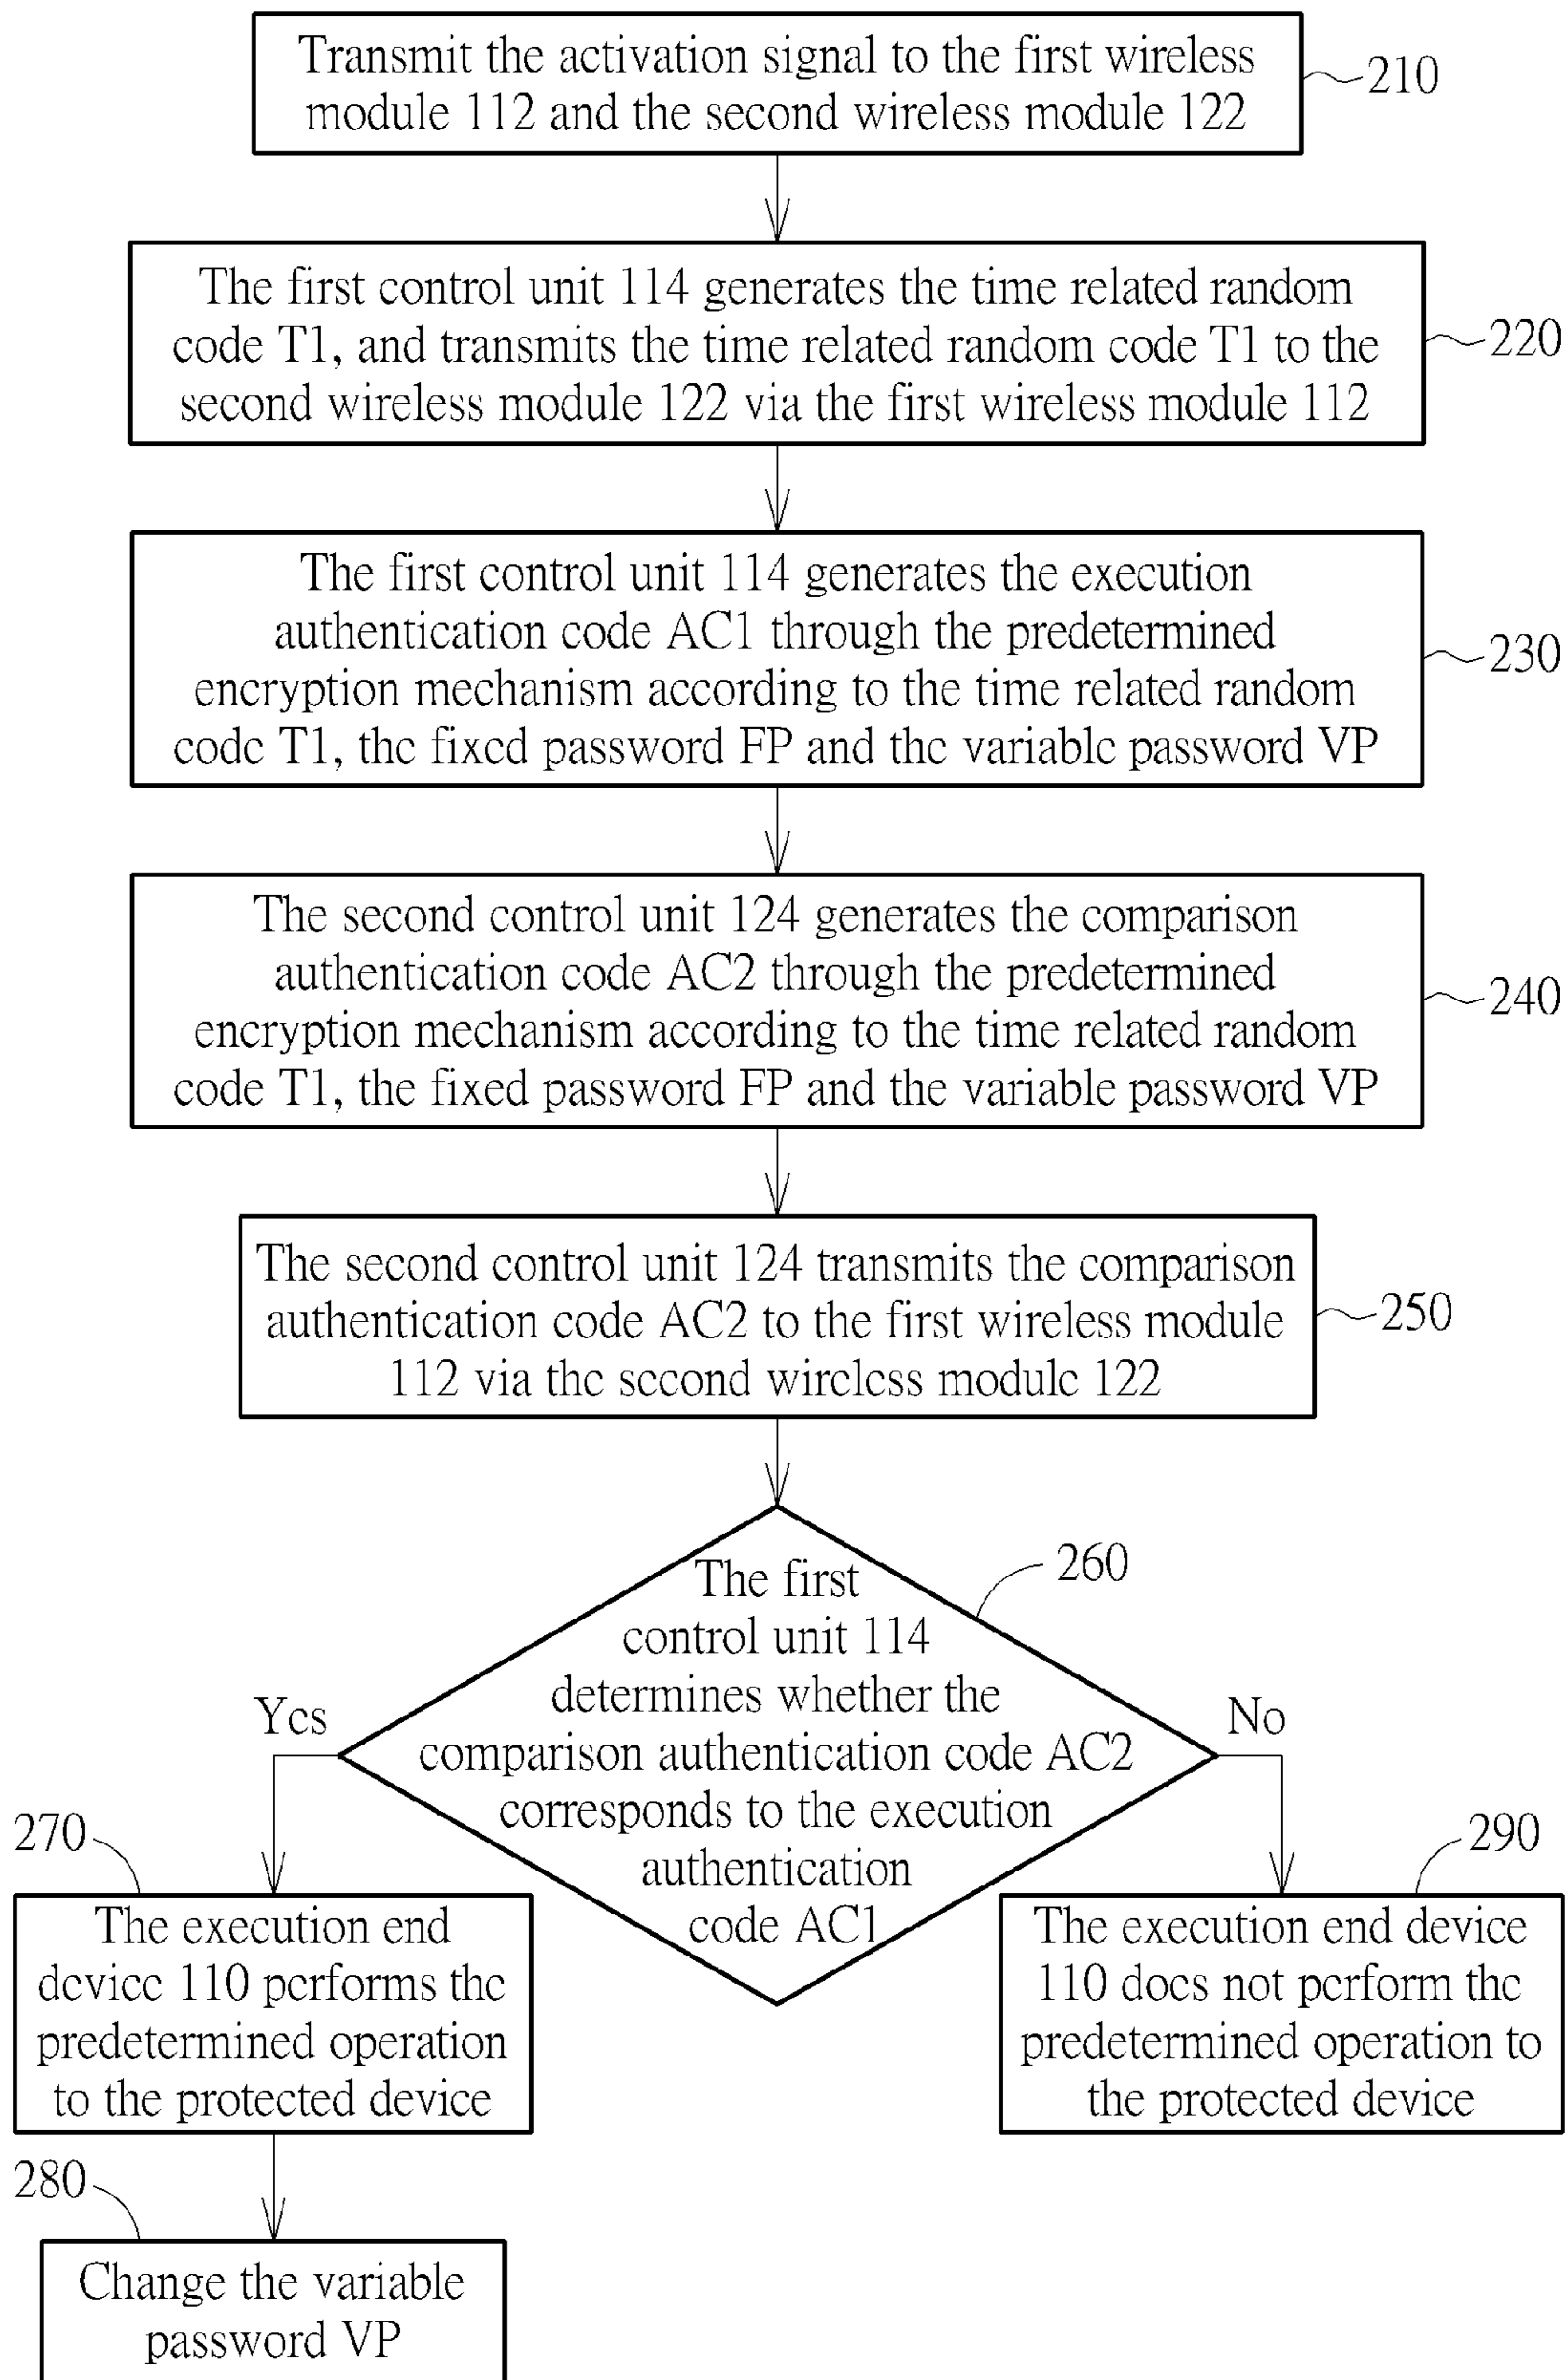 Transmit the activation signal to the first wireless
module 112 and the second wireless module 122
210
The first control unit 114 generates the time related random
code T1, and transmits the time related random code T1 to the
second wireless module 122 via the first wireless module 112
220
The first control unit 114 generates the execution
authentication code AC1 through the predetermined
encryption mechanism according to the time related random
code T1, the fixed password FP and the variable password VP
230
The second control unit 124 generates the comparison
authentication code AC2 through the predetermined
encryption mechanism according to the time related random
code T1, the fixed password FP and the variable password VP
240
The second control unit 124 transmits the comparison
authentication code AC2 to the first wireless module
112 via the second wireless module 122
250
The first
control unit 114
determines whether the
comparison authentication code AC2
corresponds to the execution
authentication
code AC1
260
Yes
No
270
The execution end
device 110 performs the
predetermined operation
to the protected device
290
The execution end device
110 does not perform the
predetermined operation to
the protected device
280
Change the variable
password VP